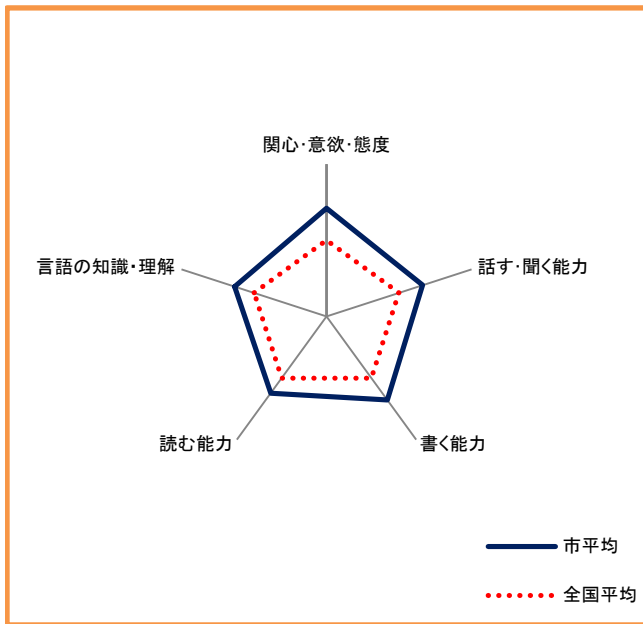 関心・意欲・態度
言語の知識・理解
話す・聞く能力
読む能力
書く能力
市平均
全国平均